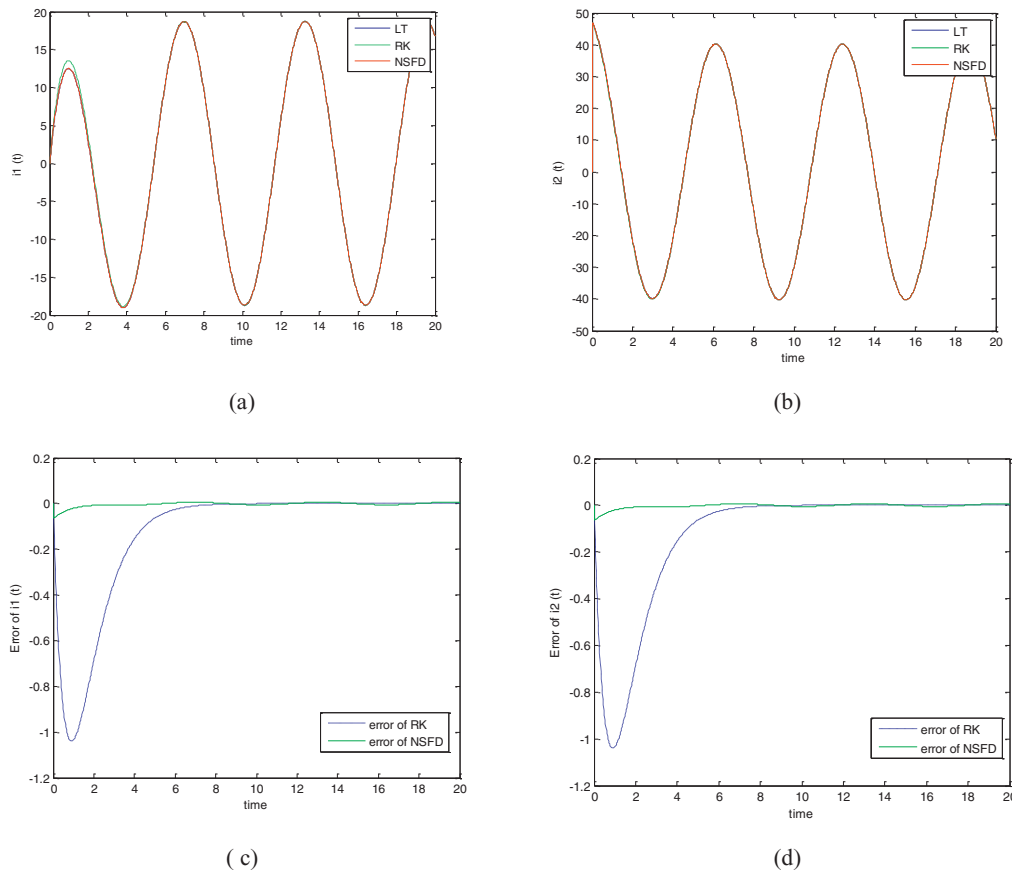 20
15
10
5
0
-5
-10
-15
-20
i1 (t)
0 2 4 6 8 10 12 14 16 18 20
time
LT
RK
NSFD
(a)
50
40
30
20
10
0
-10
-20
-30
-40
-50
i2 (t)
0 2 4 6 8 10 12 14 16 18 20
time
LT
RK
NSFD
(b)
0.2
0
-0.2
-0.4
-0.6
-0.8
-1
-1.2
Error of i1 (t)
0 2 4 6 8 10 12 14 16 18 20
time
error of RK
error of NSFD
( c)
0.2
0
-0.2
-0.4
-0.6
-0.8
-1
-1.2
Error of i2 (t)
0 2 4 6 8 10 12 14 16 18 20
time
error of RK
error of NSFD
(d)